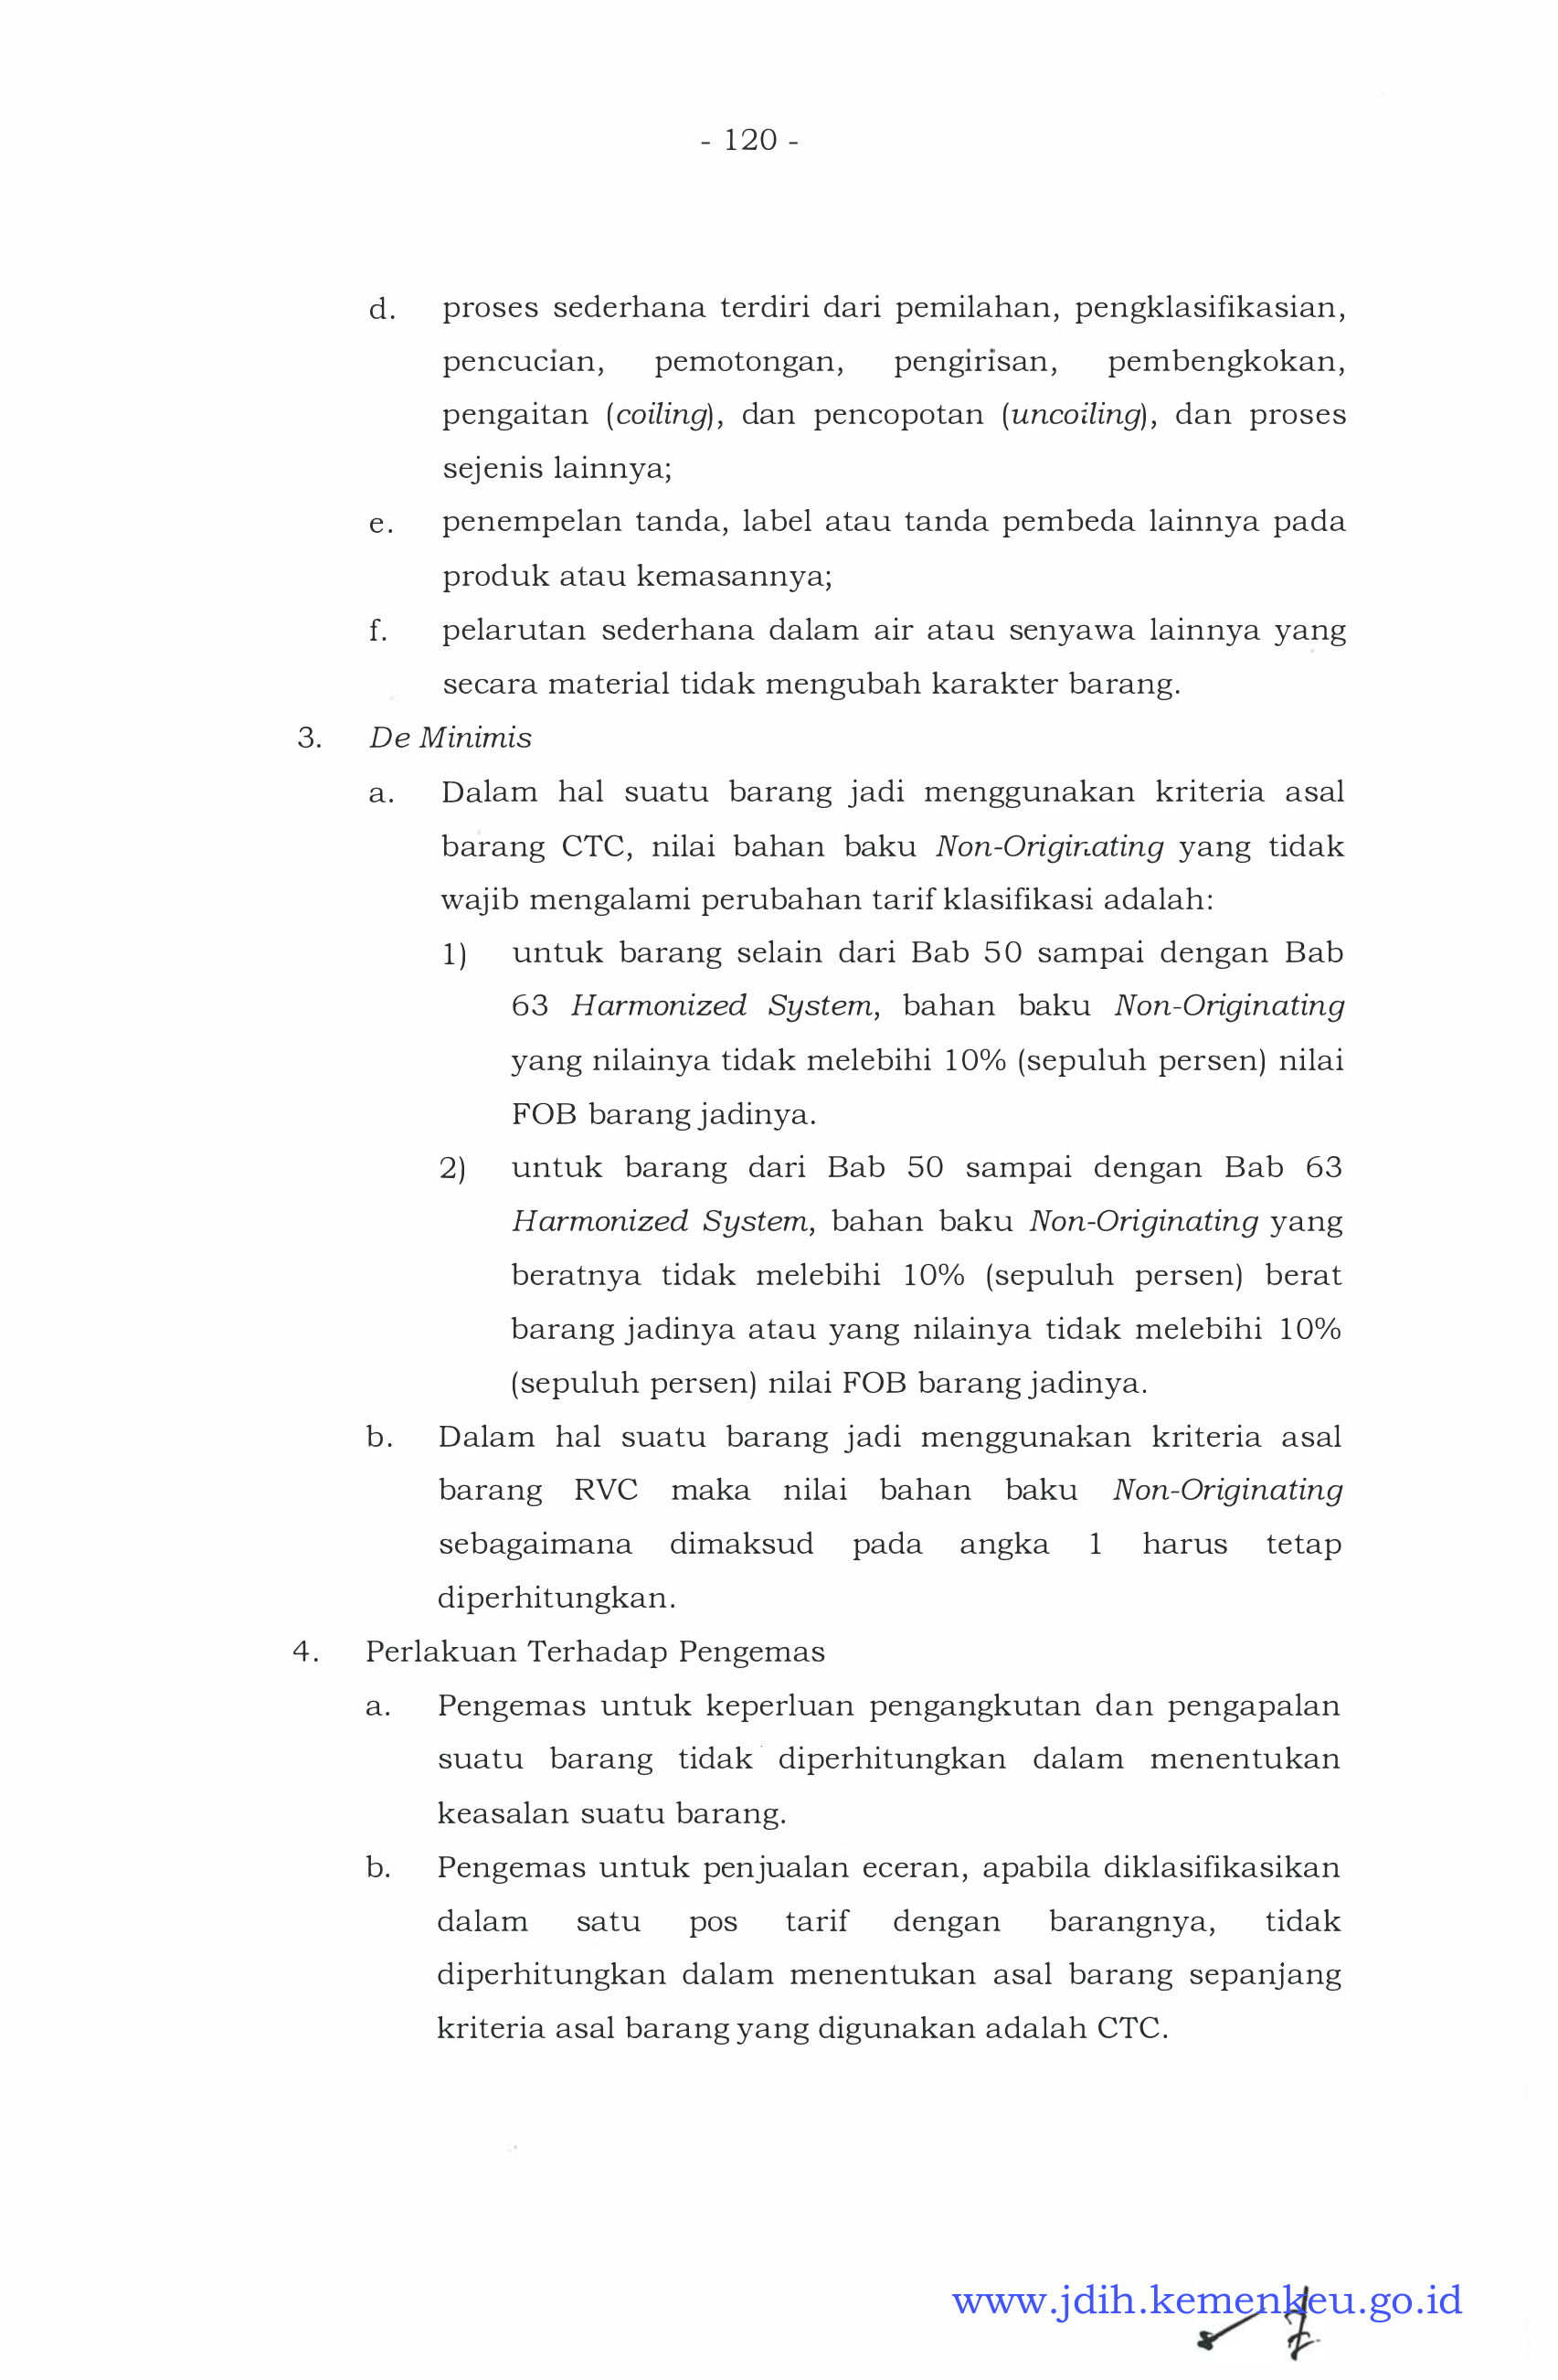 - 120 -
d. proses sederhana terdiri dari pemilahan, pengklasifikasian,
pencucian, pemotongan, pengirisan, pembengkokan,
pengaitan (coiling), dan pencopotan (uncoiling), dan proses
sejenis lainnya;
e. penempelan tanda, label atau tanda pembeda lainnya pada
produk atau kemasannya;
f. pelarutan sederhana dalam air atau senyawa lainnya yang
secara material tidak mengubah karakter barang.
3. De Minimis
a. Dalam hal suatu barang jadi menggunakan kriteria asal
barang CTC, nilai bahan baku Non-Originating yang tidak
wajib mengalami perubahan tarif klasifikasi adalah:
1) untuk barang selain dari Bab 50 sampai dengan Bab
63 Harmonized System, bahan baku Non-Originating
yang nilainya tidak melebihi 10% (sepuluh persen) nilai
FOB barang jadinya.
2) untuk barang dari Bab 50 sampai dengan Bab 63
Harmonized System, bahan baku Non-Originating yang
beratnya tidak melebihi 10% (sepuluh persen) berat
barang jadinya atau yang nilainya tidak melebihi 10%
(sepuluh persen) nilai FOB barang jadinya.
b. Dalam hal suatu barang jadi menggunakan kriteria asal
barang RVC maka nilai bahan baku Non-Originating
sebagaimana dimaksud pada angka 1 harus tetap
diperhitungkan.
4. Perlakuan Terhadap Pengemas
a. Pengemas untuk keperluan pengangkutan dan pengapalan
suatu barang tidak diperhitungkan dalam menentukan
keasalan suatu barang.
b. Pengemas untuk penjualan eceran, apabila diklasifikasikan
dalam satu pos tarif dengan barangnya, tidak
diperhitungkan dalam menentukan asal barang sepanjang
kriteria asal barang yang digunakan adalah CTC.
www.jdih.kemenkeu.go.id